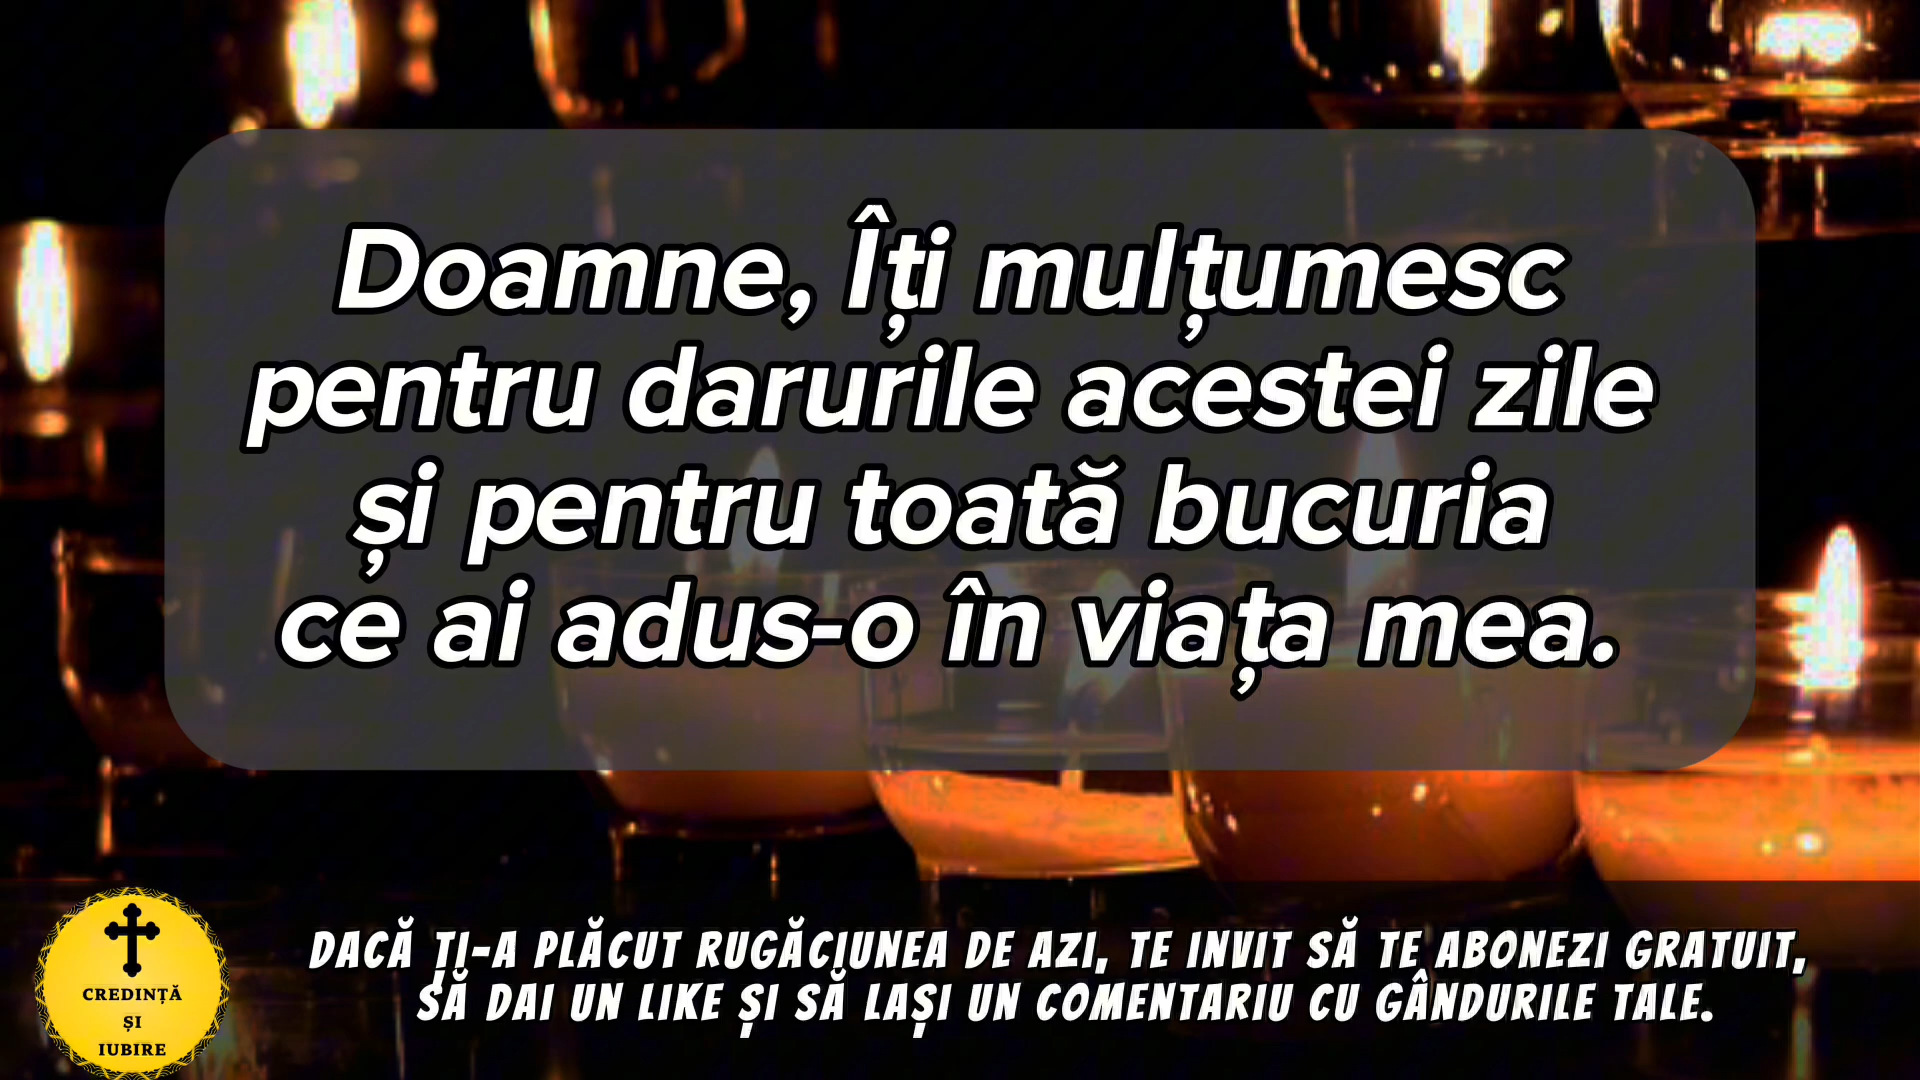 Doamne, Îți mulțumesc
pentru darurile acestei zile
și pentru toată bucuria
ce ai adus-o în viața mea.
DACĂ ȚI-A PLĂCUT RUGĂCIUNEA DE AZI, TE INVIT SĂ TE ABONEZI GRATUIT,
SĂ DAI UN LIKE ȘI SĂ LAȘI UN COMENTARIU CU GÂNDURILE TALE.
CREDINȚĂ
ȘI
IUBIRE